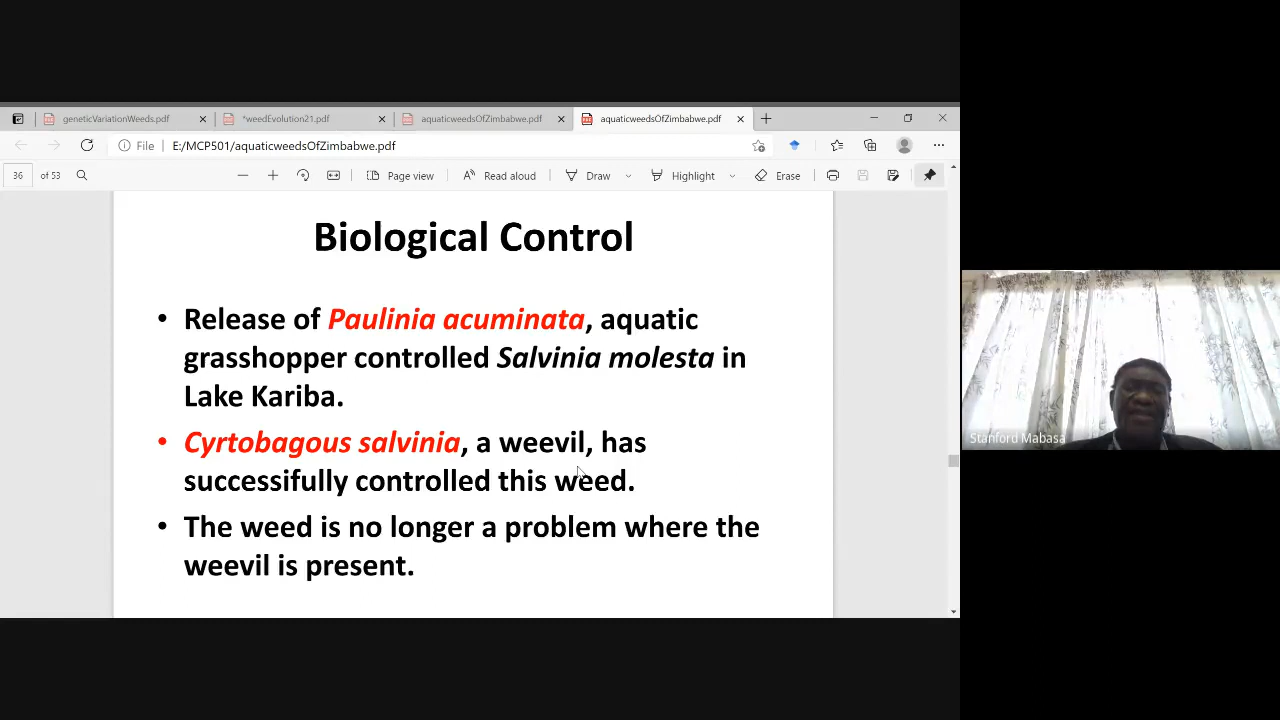 geneticVariationWeeds.pdf
*weedEvolution21.pdf
aquaticweedsOfZimbabwe.pdf
aquaticweedsOfZimbabwe.pdf
File E:/MCP501/aquaticweedsOfZimbabwe.pdf
36 of 53 Page view Read aloud Draw Highlight Erase
Biological Control
• Release of Paulinia acuminata, aquatic
grasshopper controlled Salvinia molesta in
Lake Kariba.
• Cyrtobagous salvinia, a weevil, has
successifully controlled this weed.
• The weed is no longer a problem where the
weevil is present.
Stanford Mabasa